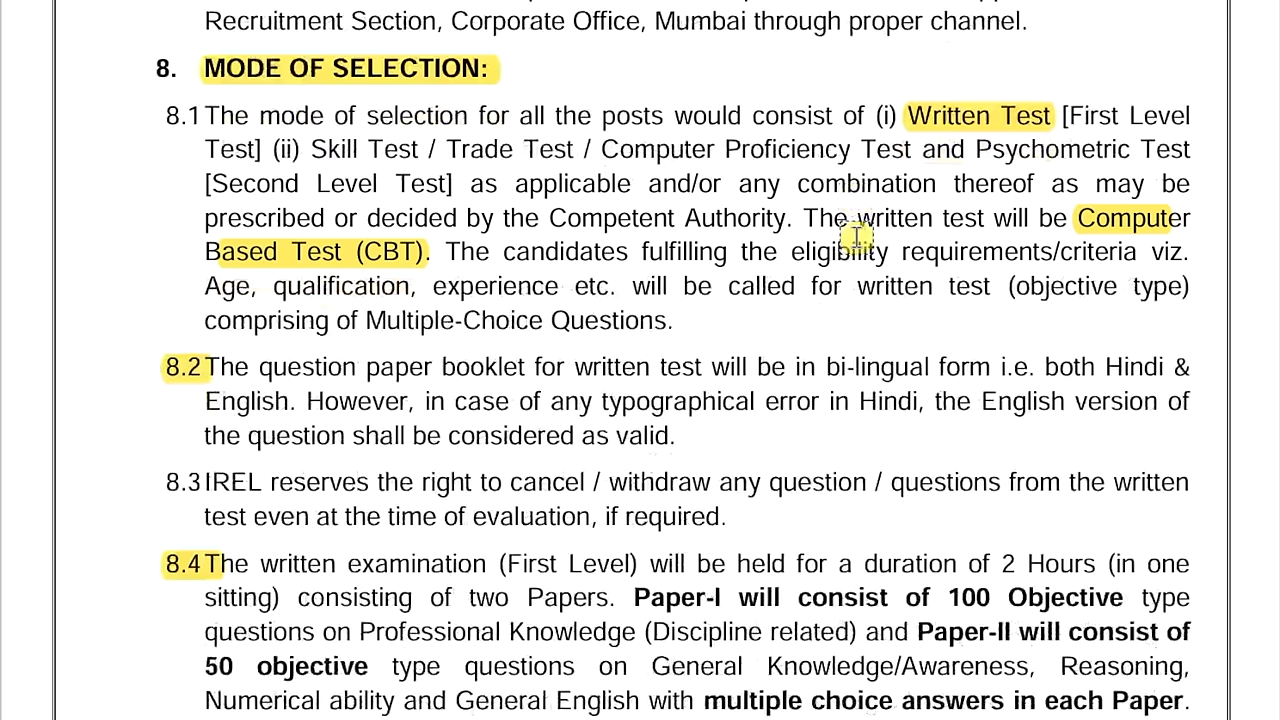 Recruitment Section, Corporate Office, Mumbai through proper channel.
8. MODE OF SELECTION:
8.1 The mode of selection for all the posts would consist of (i) Written Test [First Level
Test] (ii) Skill Test / Trade Test / Computer Proficiency Test and Psychometric Test
[Second Level Test] as applicable and/or any combination thereof as may be
prescribed or decided by the Competent Authority. The written test will be Computer
Based Test (CBT). The candidates fulfilling the eligibility requirements/criteria viz.
Age, qualification, experience etc. will be called for written test (objective type)
comprising of Multiple-Choice Questions.
8.2 The question paper booklet for written test will be in bi-lingual form i.e. both Hindi &
English. However, in case of any typographical error in Hindi, the English version of
the question shall be considered as valid.
8.3 IREL reserves the right to cancel / withdraw any question / questions from the written
test even at the time of evaluation, if required.
8.4 The written examination (First Level) will be held for a duration of 2 Hours (in one
sitting) consisting of two Papers. Paper-I will consist of 100 Objective type
questions on Professional Knowledge (Discipline related) and Paper-II will consist of
50 objective type questions on General Knowledge/Awareness, Reasoning,
Numerical ability and General English with multiple choice answers in each Paper.